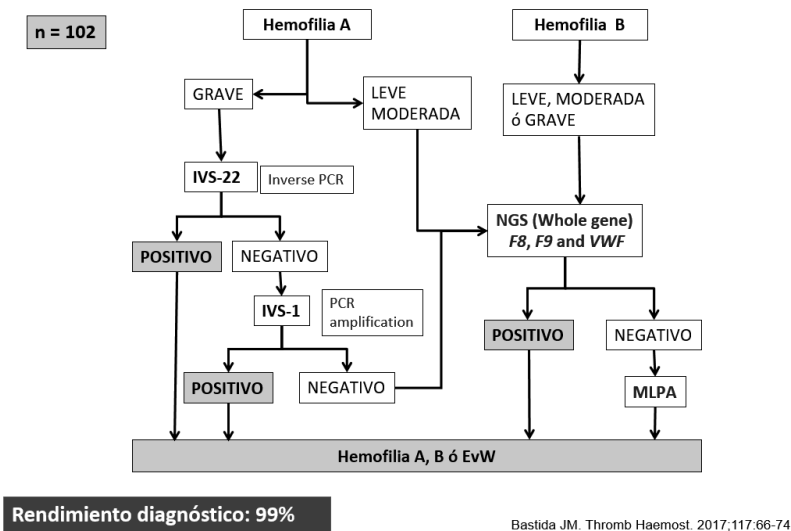 n = 102
Hemofilia A
Hemofilia B
GRAVE
LEVE
MODERADA
LEVE, MODERADA
ó GRAVE
IVS-22
Inverse PCR
NGS (Whole gene)
F8, F9 and VWF
POSITIVO
NEGATIVO
IVS-1
PCR
amplification
POSITIVO
NEGATIVO
POSITIVO
NEGATIVO
MLPA
Hemofilia A, B ó EvW
Rendimiento diagnóstico: 99%
Bastida JM. Thromb Haemost. 2017;117:66-74